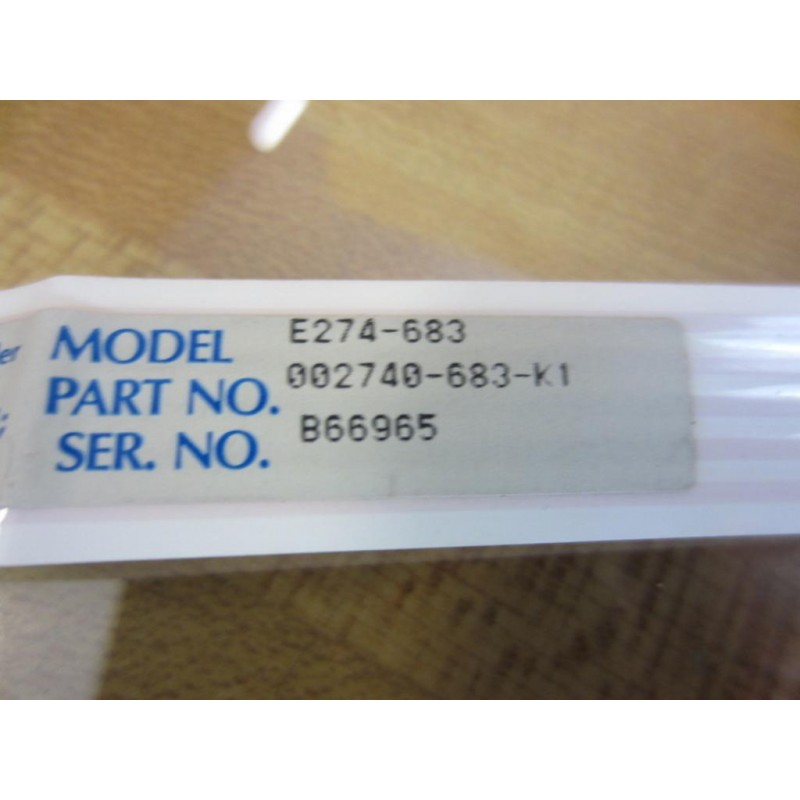 MODEL E274-683
PART NO. 002740-683-K1
SER. NO. B66965